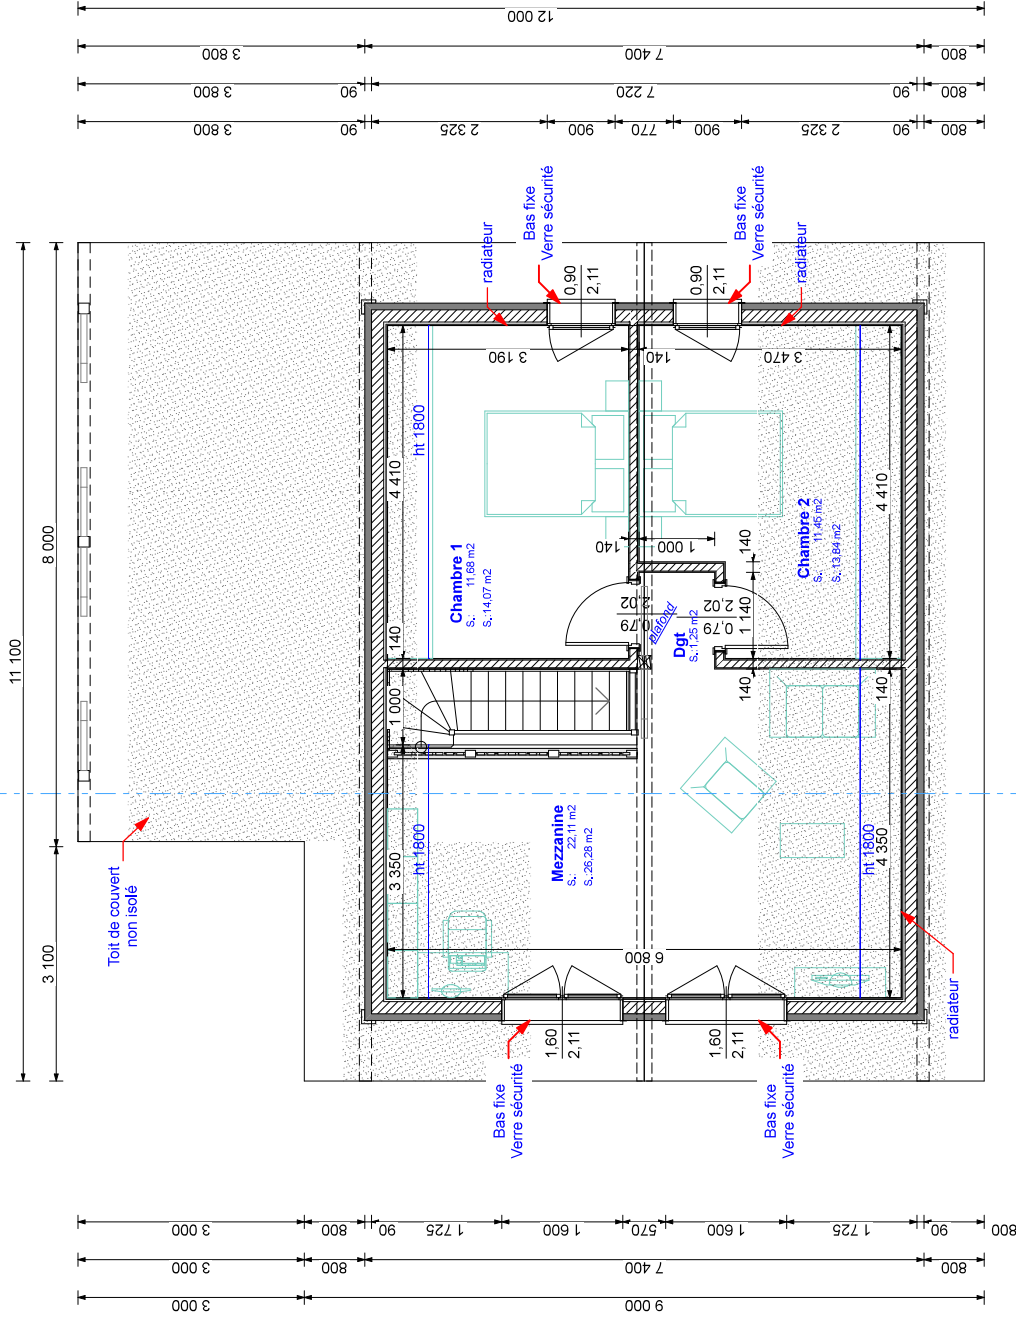 12 000
3 800
7 400
800
3 800
90
7 220
90
800
3 800
90
2 325
900
770
900
2 325
90
800
11 100
8 000
3 100
radiateur
Bas fixe
Verre sécurité
0,90
2,11
Bas fixe
Verre sécurité
0,90
2,11
radiateur
3 190
140
3 470
ht 1800
4 410
4 410
Chambre 1
S.: 11,68 m2
S.: 14,07 m2
140
1 000
140
Chambre 2
S.: 11,45 m2
S.: 13,84 m2
2,02
0,79
plafond
2,02
0,79
1 140
Dgt
S.: 1,25 m2
140
140
140
1 000
Mezzanine
S.: 22,11 m2
S.: 26,28 m2
ht 1800
3 350
ht 1800
4 350
6 800
Toit de couvert
non isolé
radiateur
1,60
2,11
1,60
2,11
Bas fixe
Verre sécurité
Bas fixe
Verre sécurité
3 000
800
90
1 725
1 600
570
1 600
1 725
90
800
3 000
800
7 400
800
3 000
9 000